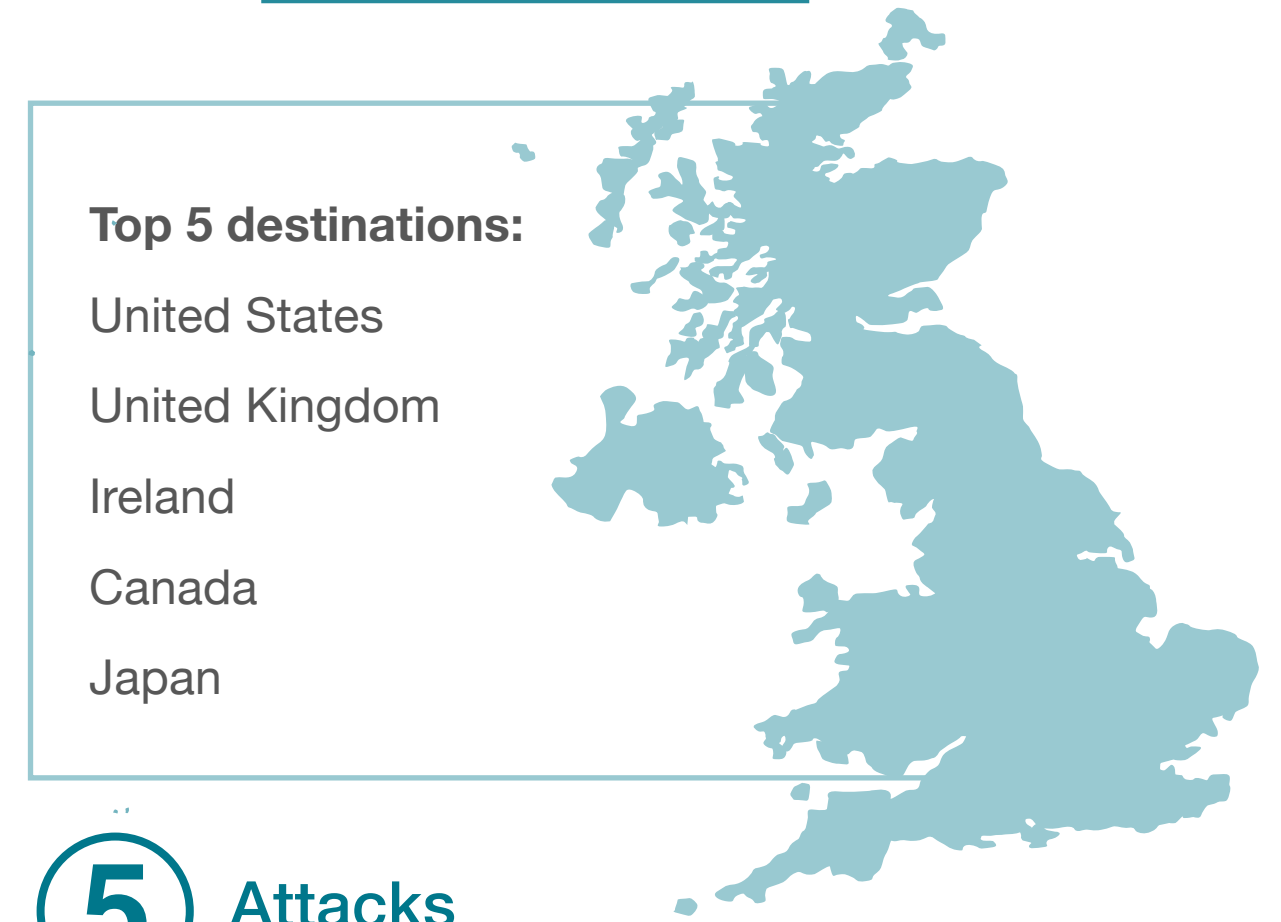 Top 5 destinations:
United States
United Kingdom
Ireland
Canada
Japan
5 Attacks